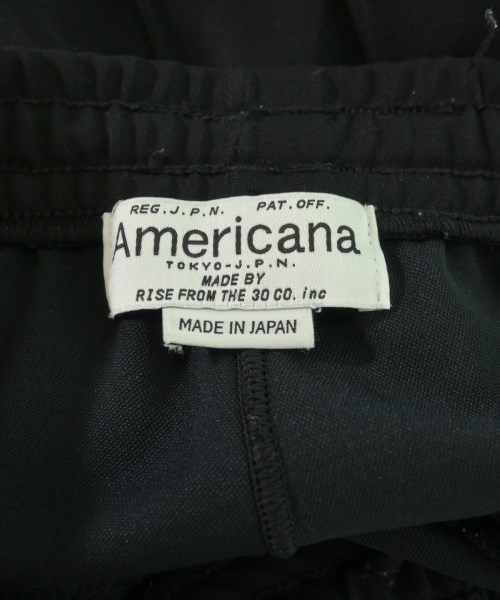 REG.J.P.N. PAT.OFF.
Americana
TOKYO-J.P.N.
MADE BY
RISE FROM THE 30 CO. inc
MADE IN JAPAN